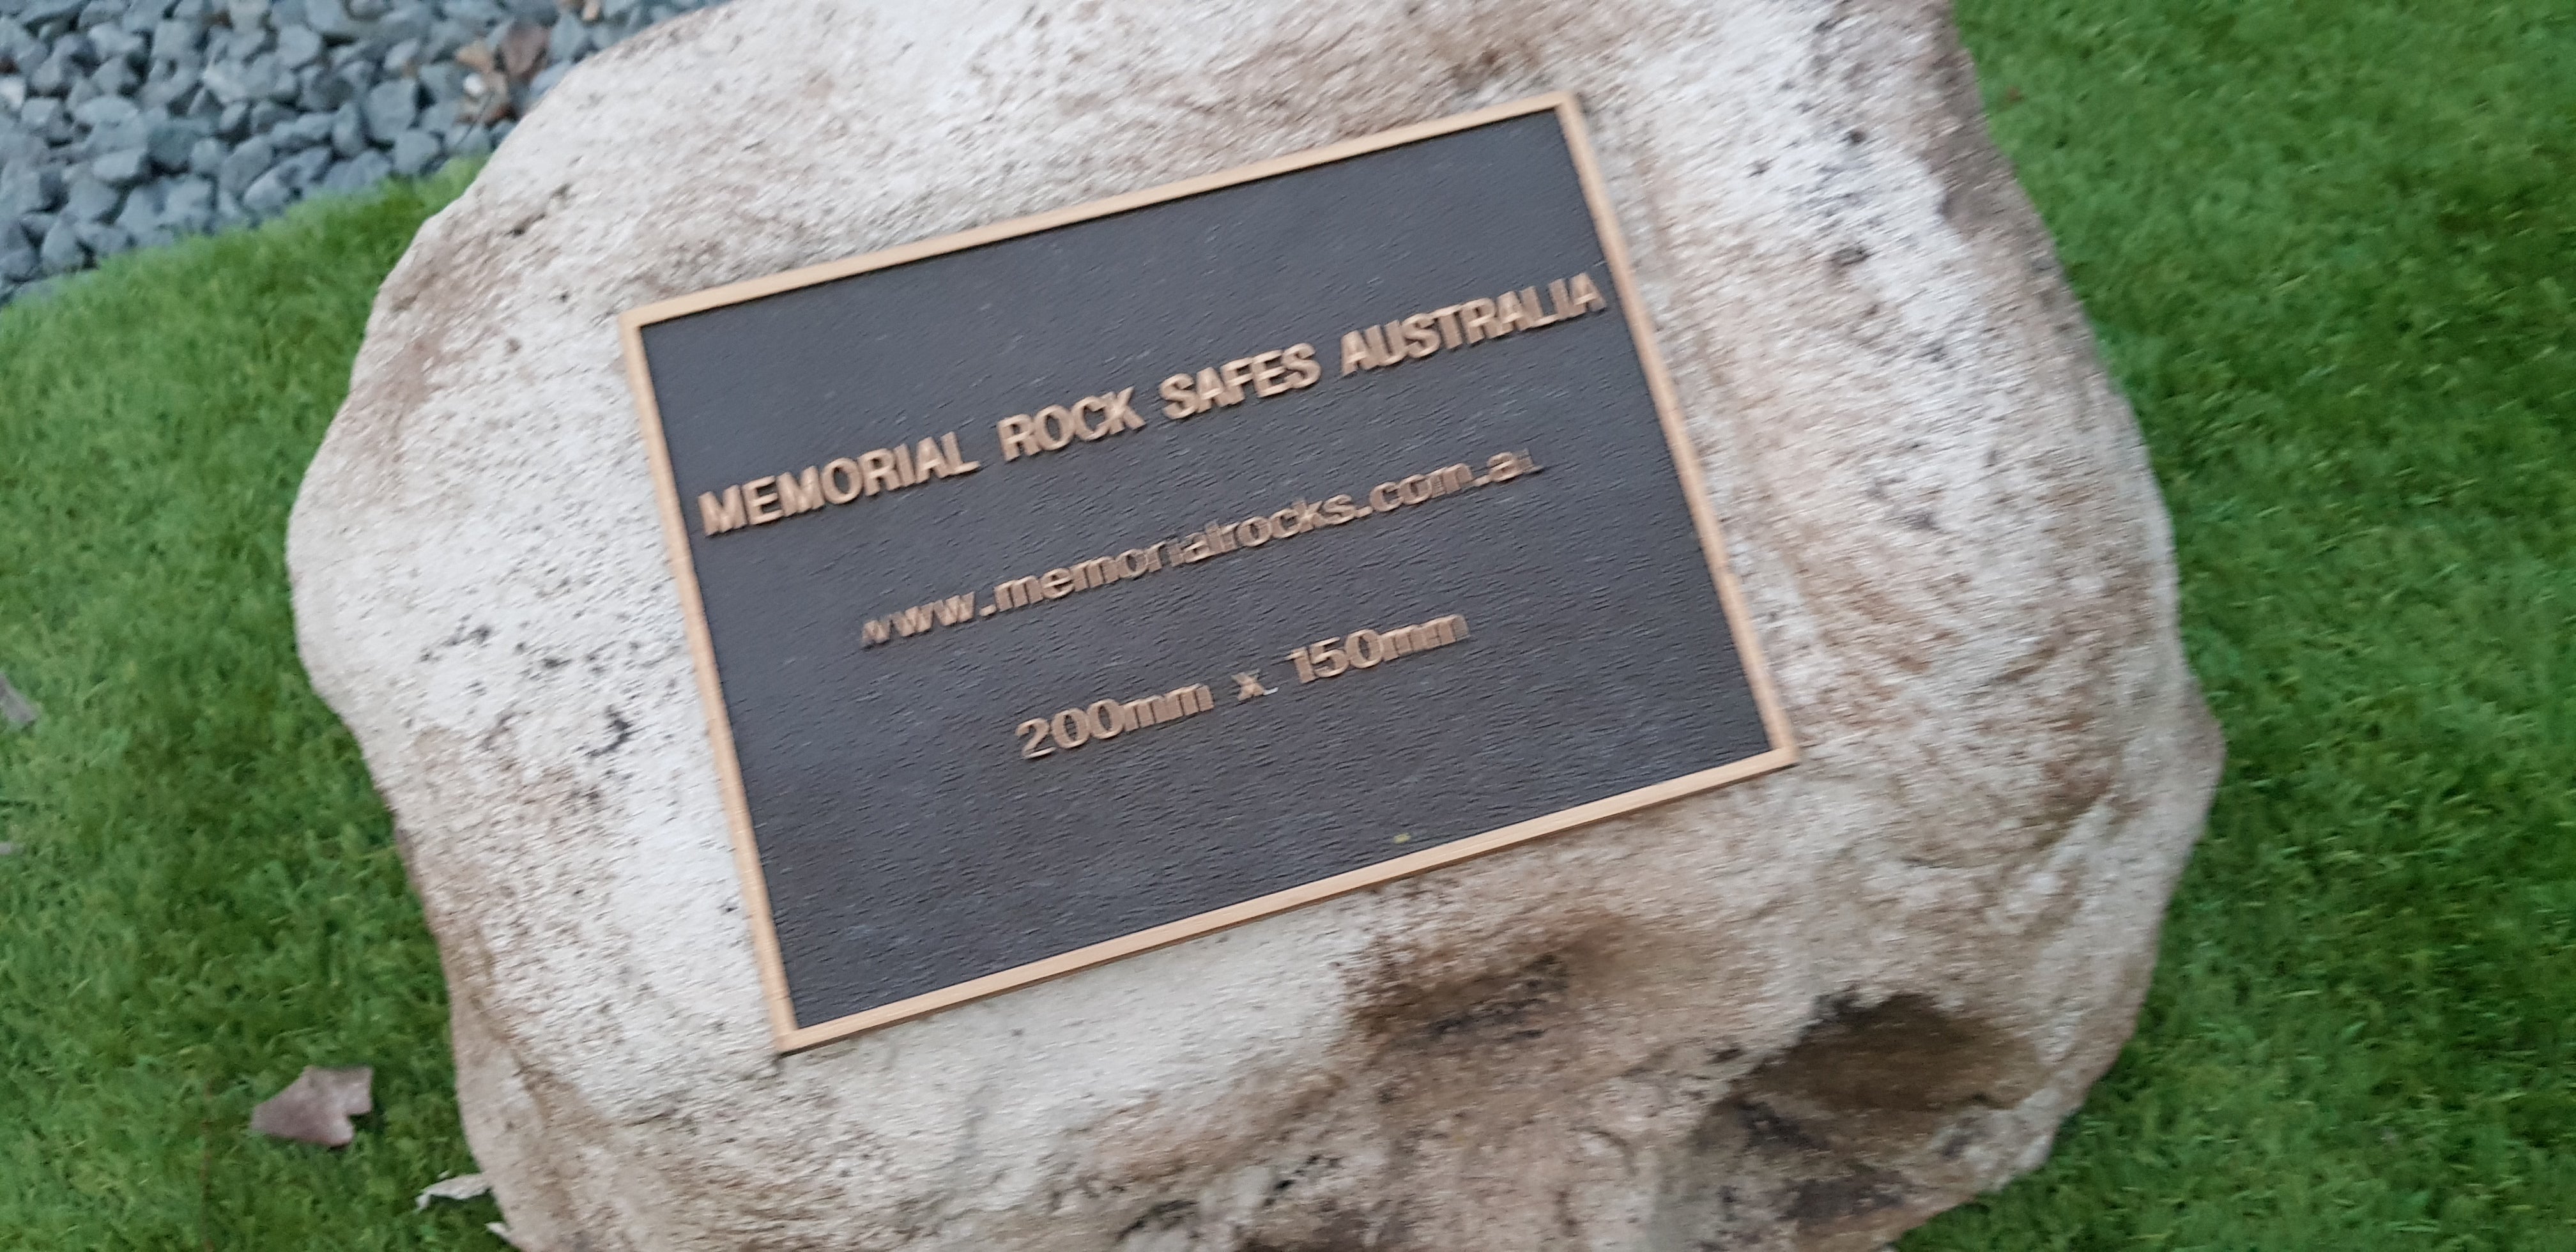 MEMORIAL ROCK SAFES AUSTRALIA
www.memorialrocks.com.au
200mm x 150mm